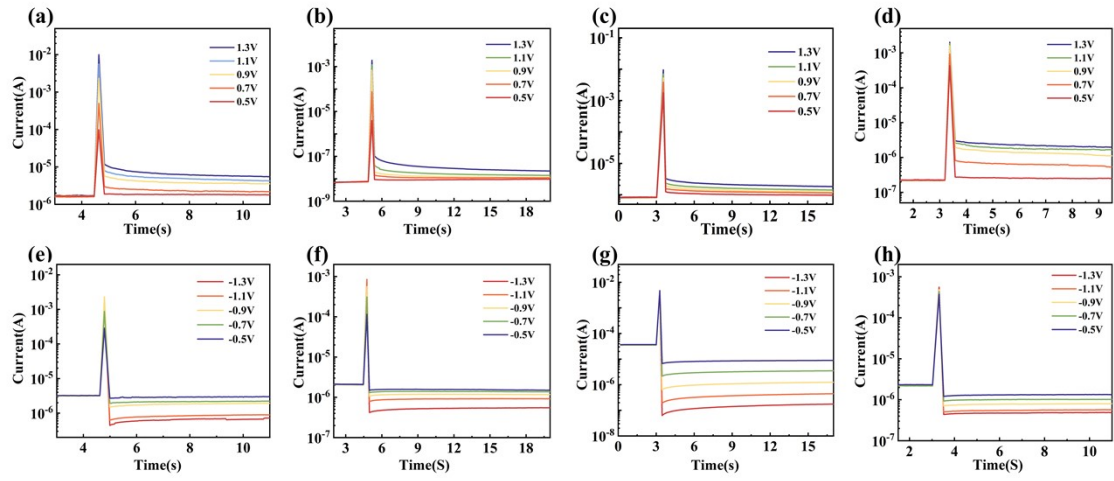 (a)
1.3V
1.1V
0.9V
0.7V
0.5V
10⁻²
10⁻³
10⁻⁴
10⁻⁵
10⁻⁶
Current(A)
4 6 8 10
Time(s)
(b)
1.3V
1.1V
0.9V
0.7V
0.5V
10⁻¹
10⁻³
10⁻⁵
10⁻⁷
10⁻⁹
Current(A)
3 6 9 12 15 18
Time(s)
(c)
1.3V
1.1V
0.9V
0.7V
0.5V
10⁻¹
10⁻³
10⁻⁵
Current(A)
0 3 6 9 12 15
Time(s)
(d)
1.3V
1.1V
0.9V
0.7V
0.5V
10⁻²
10⁻³
10⁻⁴
10⁻⁵
10⁻⁶
10⁻⁷
Current(A)
2 3 4 5 6 7 8 9
Time(s)
(e)
-1.3V
-1.1V
-0.9V
-0.7V
-0.5V
10⁻²
10⁻³
10⁻⁴
10⁻⁵
10⁻⁶
Current(A)
4 6 8 10
Time(s)
(f)
-1.3V
-1.1V
-0.9V
-0.7V
-0.5V
10⁻³
10⁻⁴
10⁻⁵
10⁻⁶
10⁻⁷
Current(A)
3 6 9 12 15 18
Time(S)
(g)
-1.3V
-1.1V
-0.9V
-0.7V
-0.5V
10⁻²
10⁻⁴
10⁻⁶
10⁻⁸
Current(A)
0 3 6 9 12 15
Time(s)
(h)
-1.3V
-1.1V
-0.9V
-0.7V
-0.5V
10⁻³
10⁻⁴
10⁻⁵
10⁻⁶
10⁻⁷
Current(A)
2 4 6 8 10
Time(S)